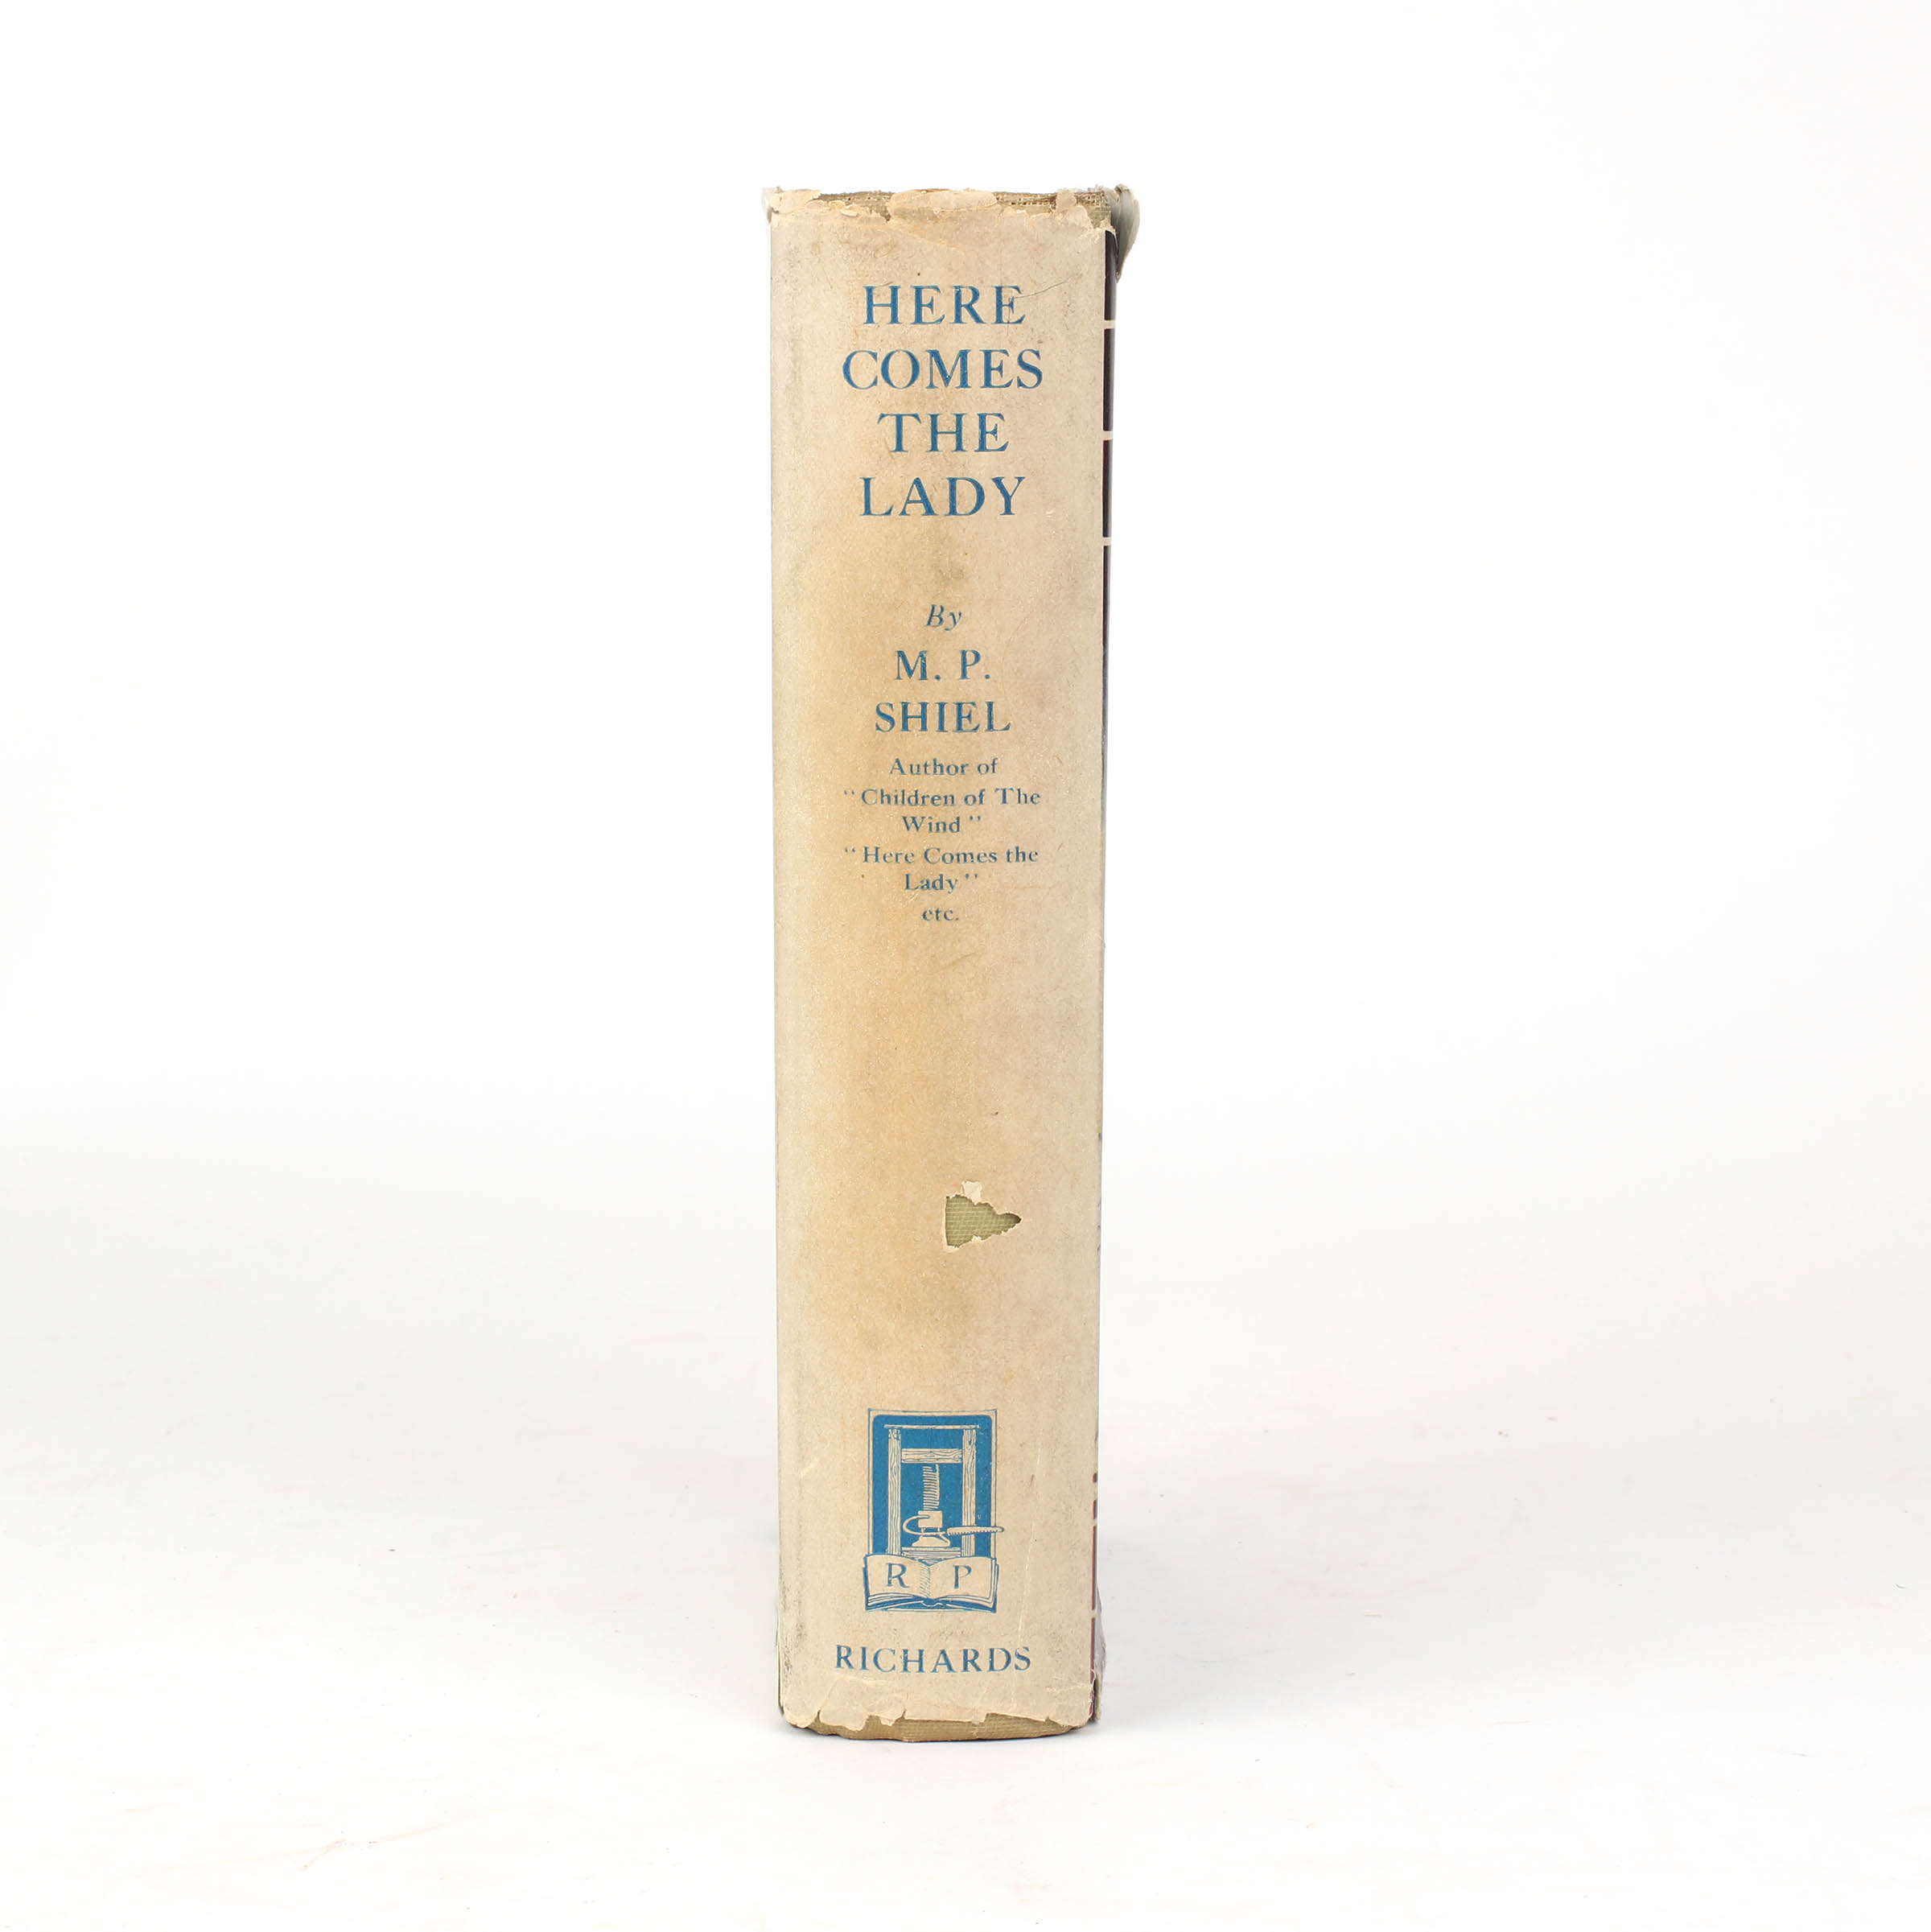 HERE
COMES
THE
LADY
By
M. P.
SHIEL
Author of
“Children of The
Wind”
“Here Comes the
Lady”
etc.
R P
RICHARDS